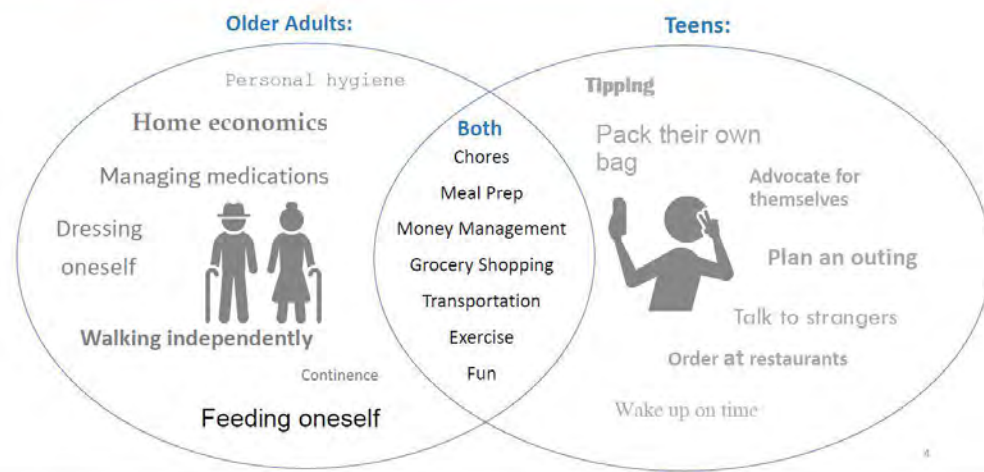 Older Adults:
Teens:
Personal hygiene
Home economics
Managing medications
Dressing
oneself
Walking independently
Continence
Feeding oneself
Both
Chores
Meal Prep
Money Management
Grocery Shopping
Transportation
Exercise
Fun
Tipping
Pack their own
bag
Advocate for
themselves
Plan an outing
Talk to strangers
Order at restaurants
Wake up on time